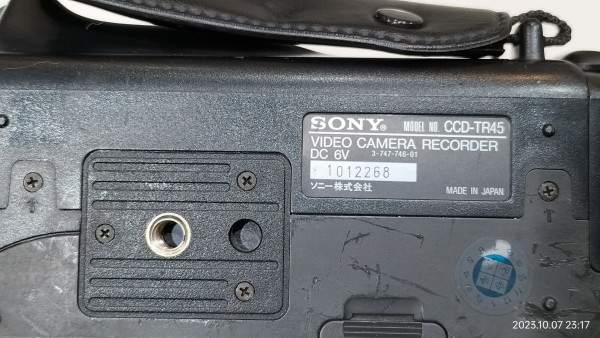 SONY® MODEL NO. CCD-TR45
VIDEO CAMERA RECORDER
DC 6V 3-747-746-01
1012268
ソニー株式会社 MADE IN JAPAN
2023.10.07 23:17